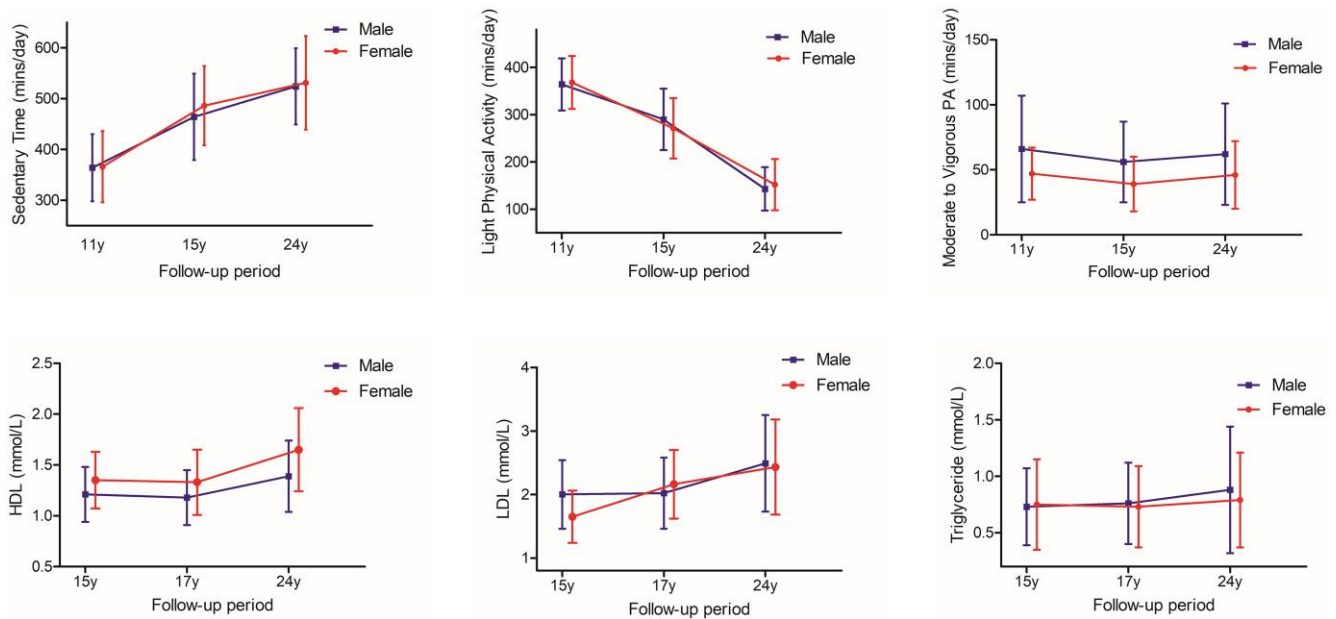 Sedentary Time (mins/day)
600
500
400
300
11y 15y 24y
Follow-up period
Male
Female
Light Physical Activity (mins/day)
400
300
200
100
11y 15y 24y
Follow-up period
Male
Female
Moderate to Vigorous PA (mins/day)
150
100
50
0
11y 15y 24y
Follow-up period
Male
Female
HDL (mmol/L)
2.5
2.0
1.5
1.0
0.5
15y 17y 24y
Follow-up period
Male
Female
LDL (mmol/L)
4
3
2
1
15y 17y 24y
Follow-up period
Male
Female
Triglyceride (mmol/L)
2.0
1.5
1.0
0.5
15y 17y 24y
Follow-up period
Male
Female